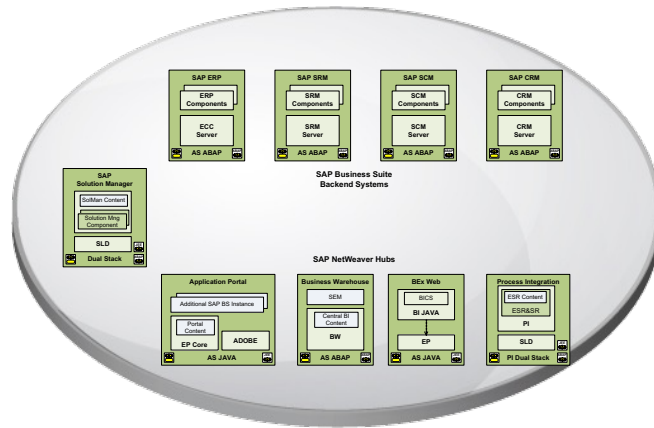 SAP ERP
ERP
Components
ECC
Server
AS ABAP
SAP SRM
SRM
Components
SRM
Server
AS ABAP
SAP SCM
SCM
Components
SCM
Server
AS ABAP
SAP CRM
CRM
Components
CRM
Server
AS ABAP
SAP Business Suite
Backend Systems
SAP
Solution Manager
SolMan Content
Solution Mng
Component
SLD
Dual Stack
SAP NetWeaver Hubs
Application Portal
Additional SAP BS Instance
Portal
Content
EP Core
ADOBE
AS JAVA
Business Warehouse
SEM
Central BI
Content
BW
AS ABAP
BEx Web
BICS
BI JAVA
EP
AS JAVA
Process Integration
ESR Content
ESR&SR
PI
SLD
PI Dual Stack